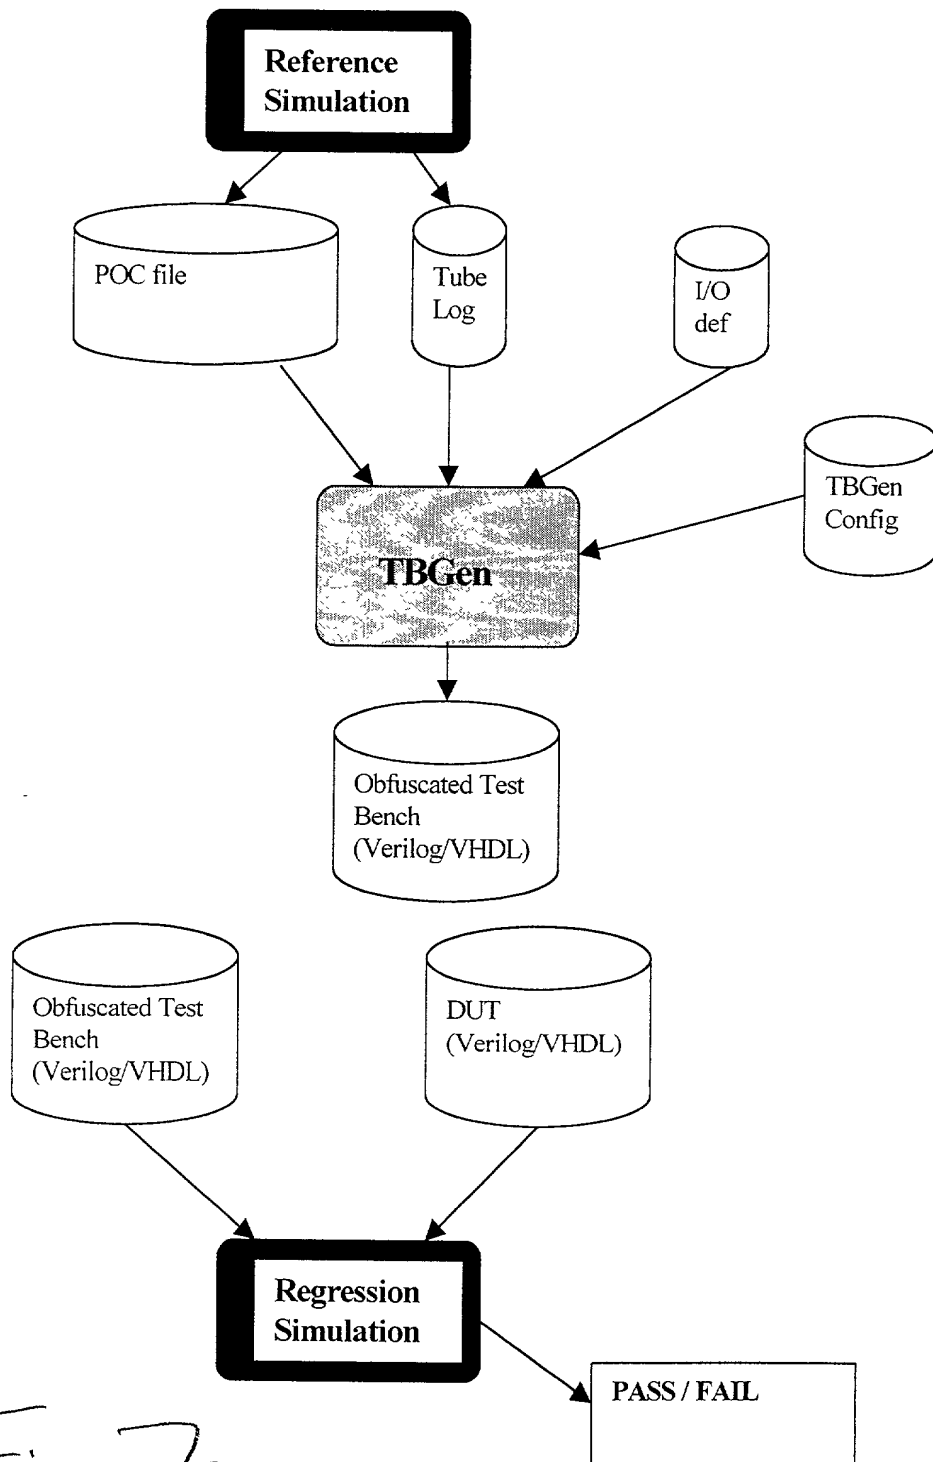 Reference
Simulation
POC file
Tube
Log
I/O
def
TBGen
Config
TBGen
Obfuscated Test
Bench
(Verilog/VHDL)
Obfuscated Test
Bench
(Verilog/VHDL)
DUT
(Verilog/VHDL)
Regression
Simulation
PASS / FAIL